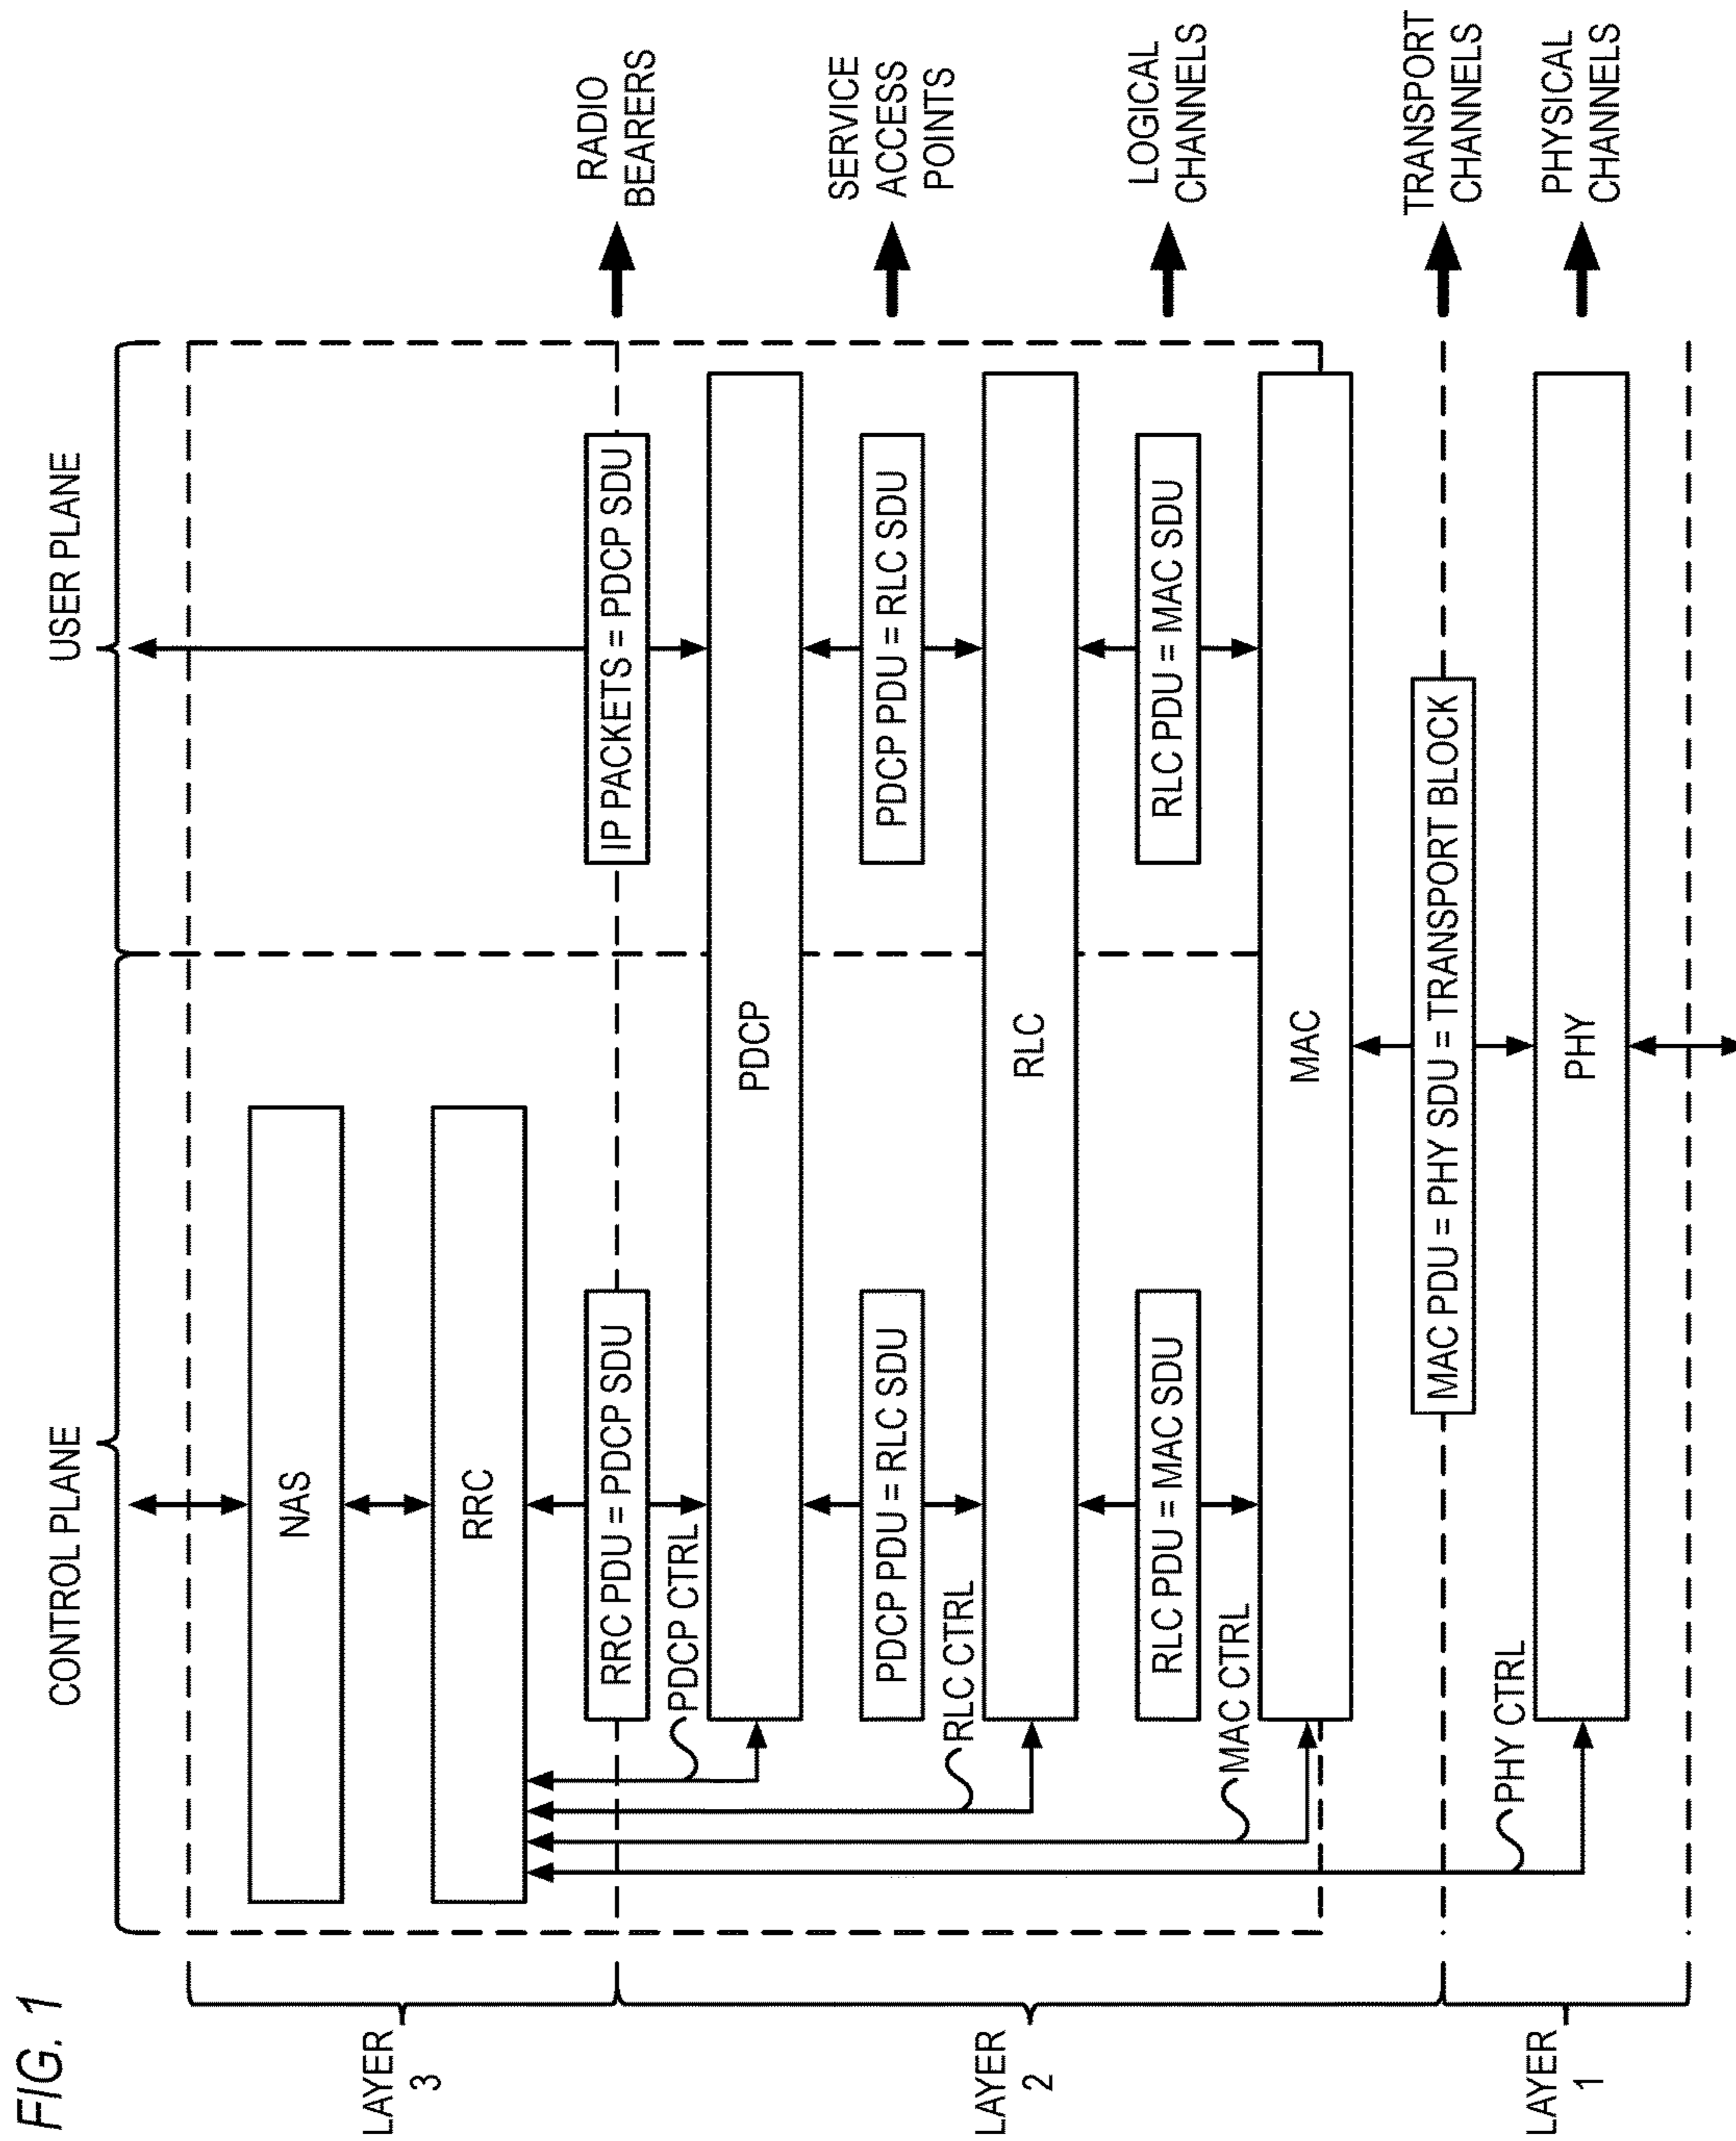 FIG. 1
CONTROL PLANE
USER PLANE
LAYER
3
NAS
RRC
RRC PDU = PDCP SDU
IP PACKETS = PDCP SDU
RADIO
BEARERS
PDCP CTRL
LAYER
2
PDCP
PDCP PDU = RLC SDU
PDCP PDU = RLC SDU
SERVICE
ACCESS
POINTS
RLC CTRL
RLC
RLC PDU = MAC SDU
RLC PDU = MAC SDU
LOGICAL
CHANNELS
MAC CTRL
MAC
MAC PDU = PHY SDU = TRANSPORT BLOCK
TRANSPORT
CHANNELS
PHY CTRL
LAYER
1
PHY
PHYSICAL
CHANNELS